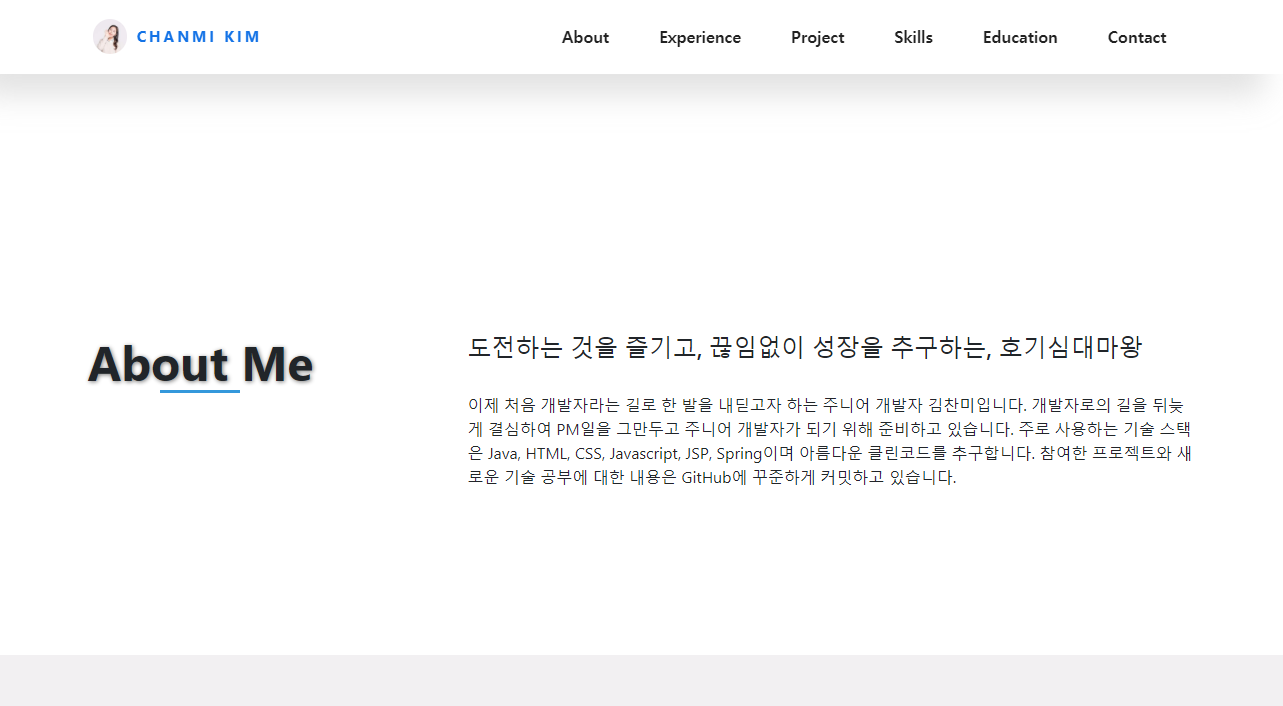 CHANMI KIM
About Experience Project Skills Education Contact
About Me
도전하는 것을 즐기고, 끊임없이 성장을 추구하는, 호기심대마왕
이제 처음 개발자라는 길로 한 발을 내딛고자 하는 주니어 개발자 김찬미입니다. 개발자로의 길을 뒤늦
게 결심하여 PM일을 그만두고 주니어 개발자가 되기 위해 준비하고 있습니다. 주로 사용하는 기술 스택
은 Java, HTML, CSS, Javascript, JSP, Spring이며 아름다운 클린코드를 추구합니다. 참여한 프로젝트와 새
로운 기술 공부에 대한 내용은 GitHub에 꾸준하게 커밋하고 있습니다.